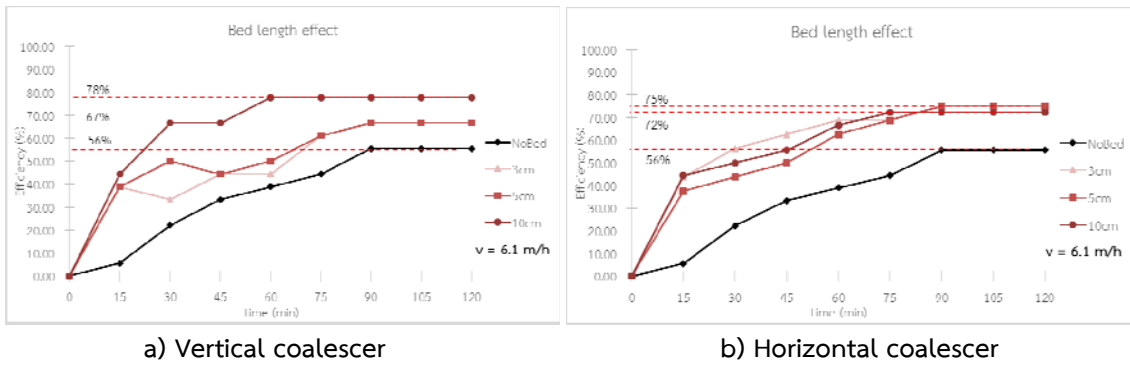 Bed length effect
100.00
90.00
80.00
70.00
60.00
50.00
40.00
30.00
20.00
10.00
0.00
Efficiency (%)
78%
67%
56%
NoBed
3cm
5cm
10cm
v = 6.1 m/h
0 15 30 45 60 75 90 105 120
Time (min)
a) Vertical coalescer
Bed length effect
100.00
90.00
80.00
70.00
60.00
50.00
40.00
30.00
20.00
10.00
0.00
Efficiency (%)
75%
72%
56%
NoBed
3cm
5cm
10cm
v = 6.1 m/h
0 15 30 45 60 75 90 105 120
Time (min)
b) Horizontal coalescer